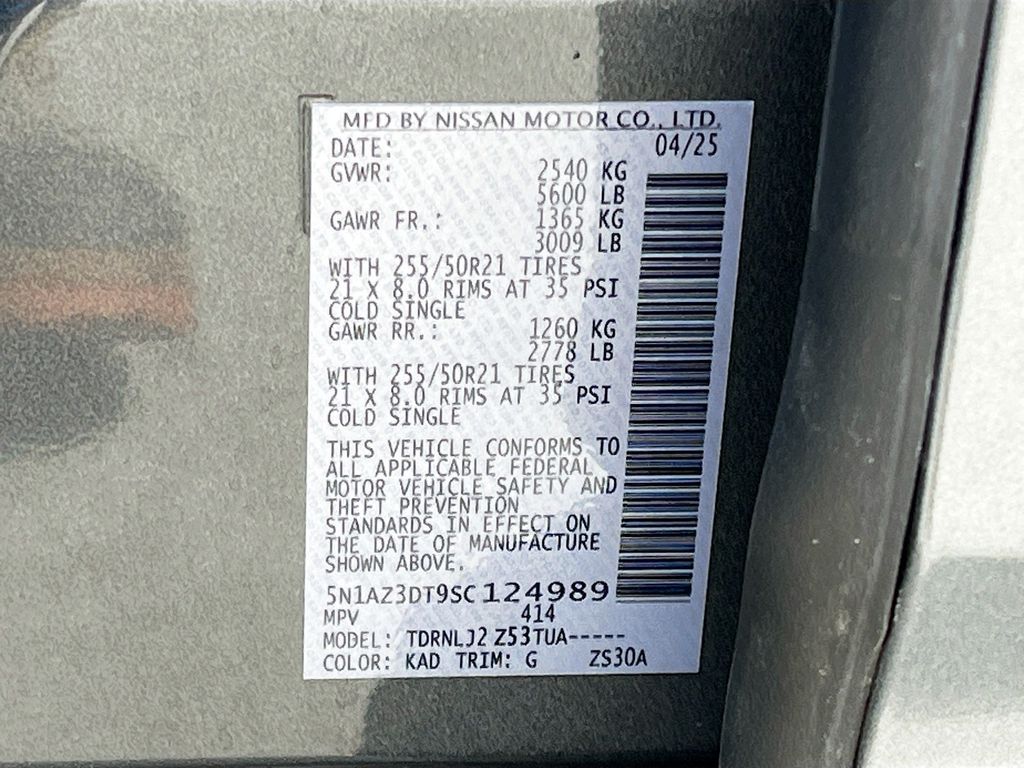 MFD BY NISSAN MOTOR CO., LTD.
DATE: 04/25
GVWR: 2540 KG
5600 LB
GAWR FR.: 1365 KG
3009 LB
WITH 255/50R21 TIRES
21 X 8.0 RIMS AT 35 PSI
COLD SINGLE
GAWR RR.: 1260 KG
2778 LB
WITH 255/50R21 TIRES
21 X 8.0 RIMS AT 35 PSI
COLD SINGLE
THIS VEHICLE CONFORMS TO
ALL APPLICABLE FEDERAL
MOTOR VEHICLE SAFETY AND
THEFT PREVENTION
STANDARDS IN EFFECT ON
THE DATE OF MANUFACTURE
SHOWN ABOVE.
5N1AZ3DT9SC124989
MPV 414
MODEL: TDRNLJ2 Z53TUA-----
COLOR: KAD TRIM: G ZS30A